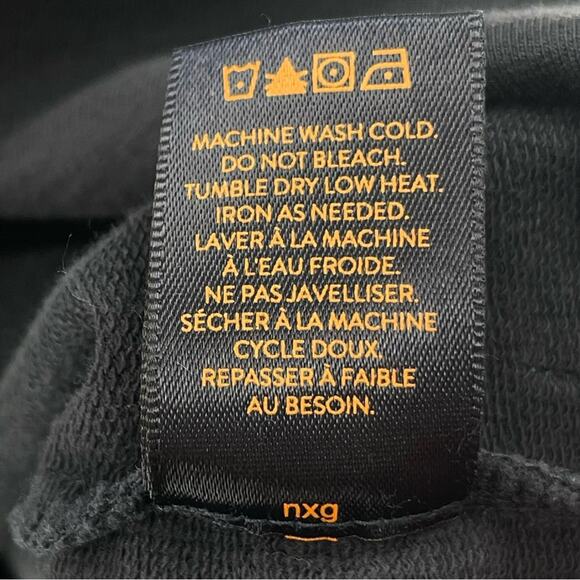 MACHINE WASH COLD.
DO NOT BLEACH.
TUMBLE DRY LOW HEAT.
IRON AS NEEDED.
LAVER À LA MACHINE
À L'EAU FROIDE.
NE PAS JAVELLISER.
SÉCHER À LA MACHINE
CYCLE DOUX.
REPASSER À FAIBLE
AU BESOIN.
nxg